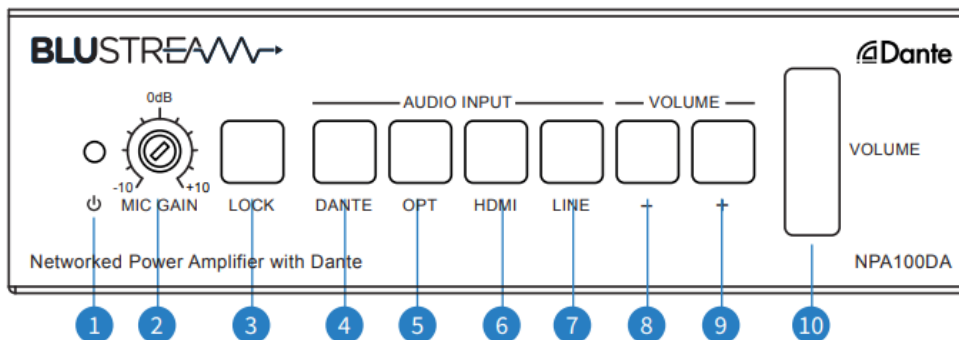 BLUSTREAM
Dante
0dB
AUDIO INPUT
VOLUME
VOLUME
-10
+10
MIC GAIN
LOCK
DANTE
OPT
HDMI
LINE
–
+
Networked Power Amplifier with Dante
NPA100DA
1
2
3
4
5
6
7
8
9
10